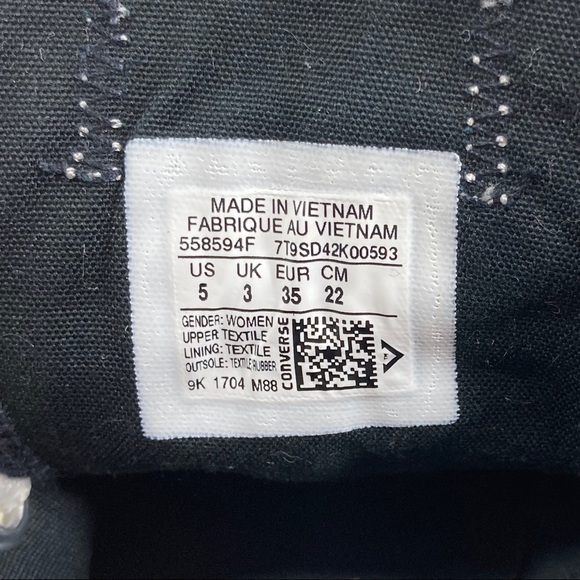 MADE IN VIETNAM
FABRIQUE AU VIETNAM
558594F 7T9SD42K00593
US UK EUR CM
5 3 35 22
GENDER: WOMEN
UPPER TEXTILE
LINING: TEXTILE
OUTSOLE: TEXTILE RUBBER
9K 1704 M88
CONVERSE